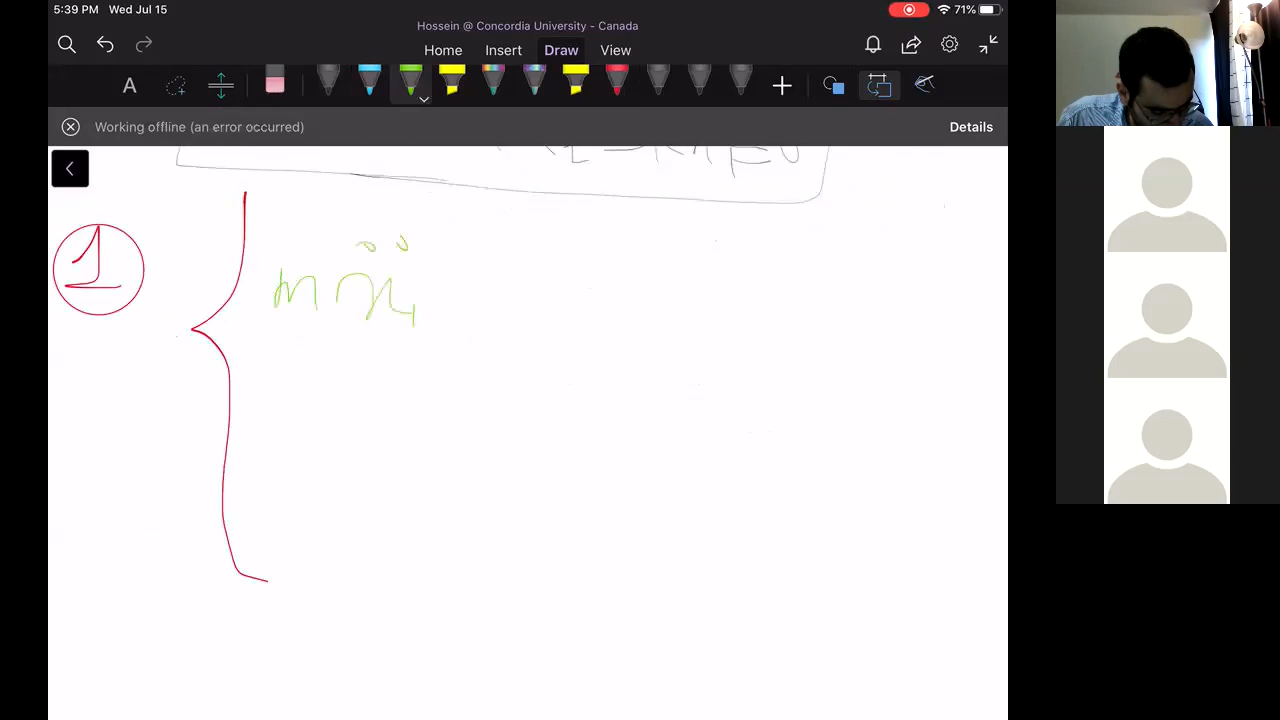 5:39 PM Wed Jul 15
71%
Hossein @ Concordia University - Canada
Home Insert Draw View
A
Working offline (an error occurred) Details
1
mẍ₁